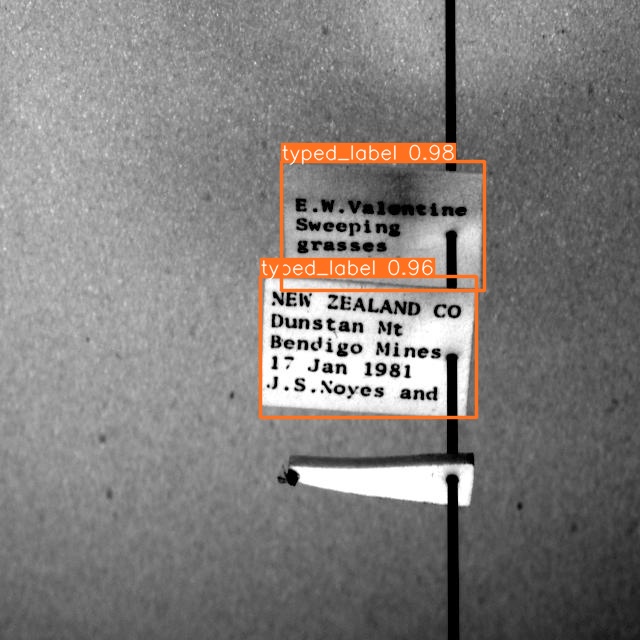 typed_label 0.98
E.W.Valentine
Sweeping
grasses
typed_label 0.96
NEW ZEALAND CO
Dunstan Mt
Bendigo Mines
17 Jan 1981
J.S.Noyes and